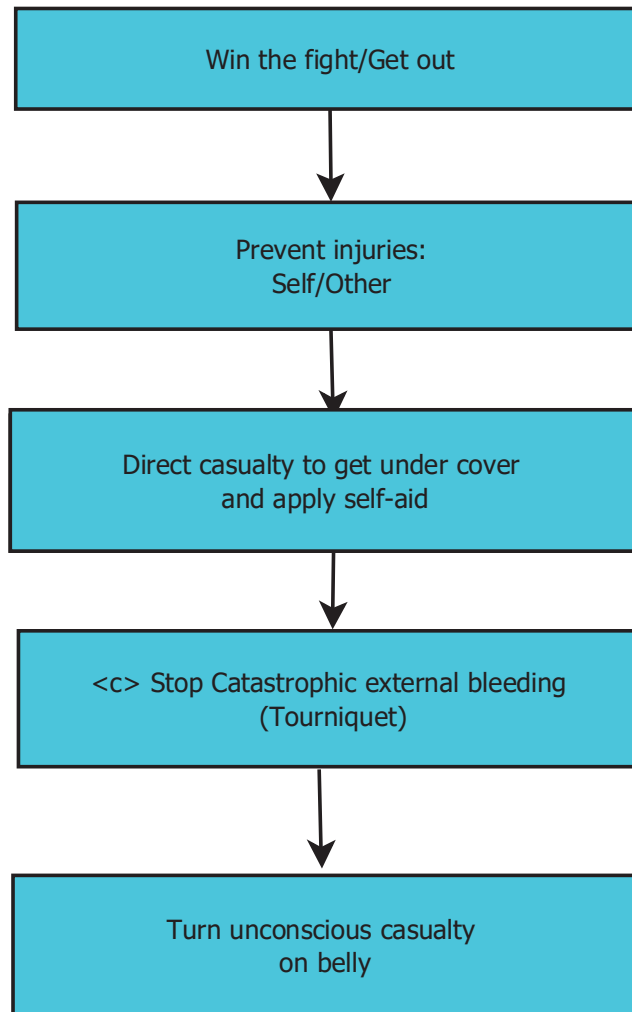 Win the fight/Get out
Prevent injuries:
Self/Other
Direct casualty to get under cover
and apply self-aid
<c> Stop Catastrophic external bleeding
(Tourniquet)
Turn unconscious casualty
on belly